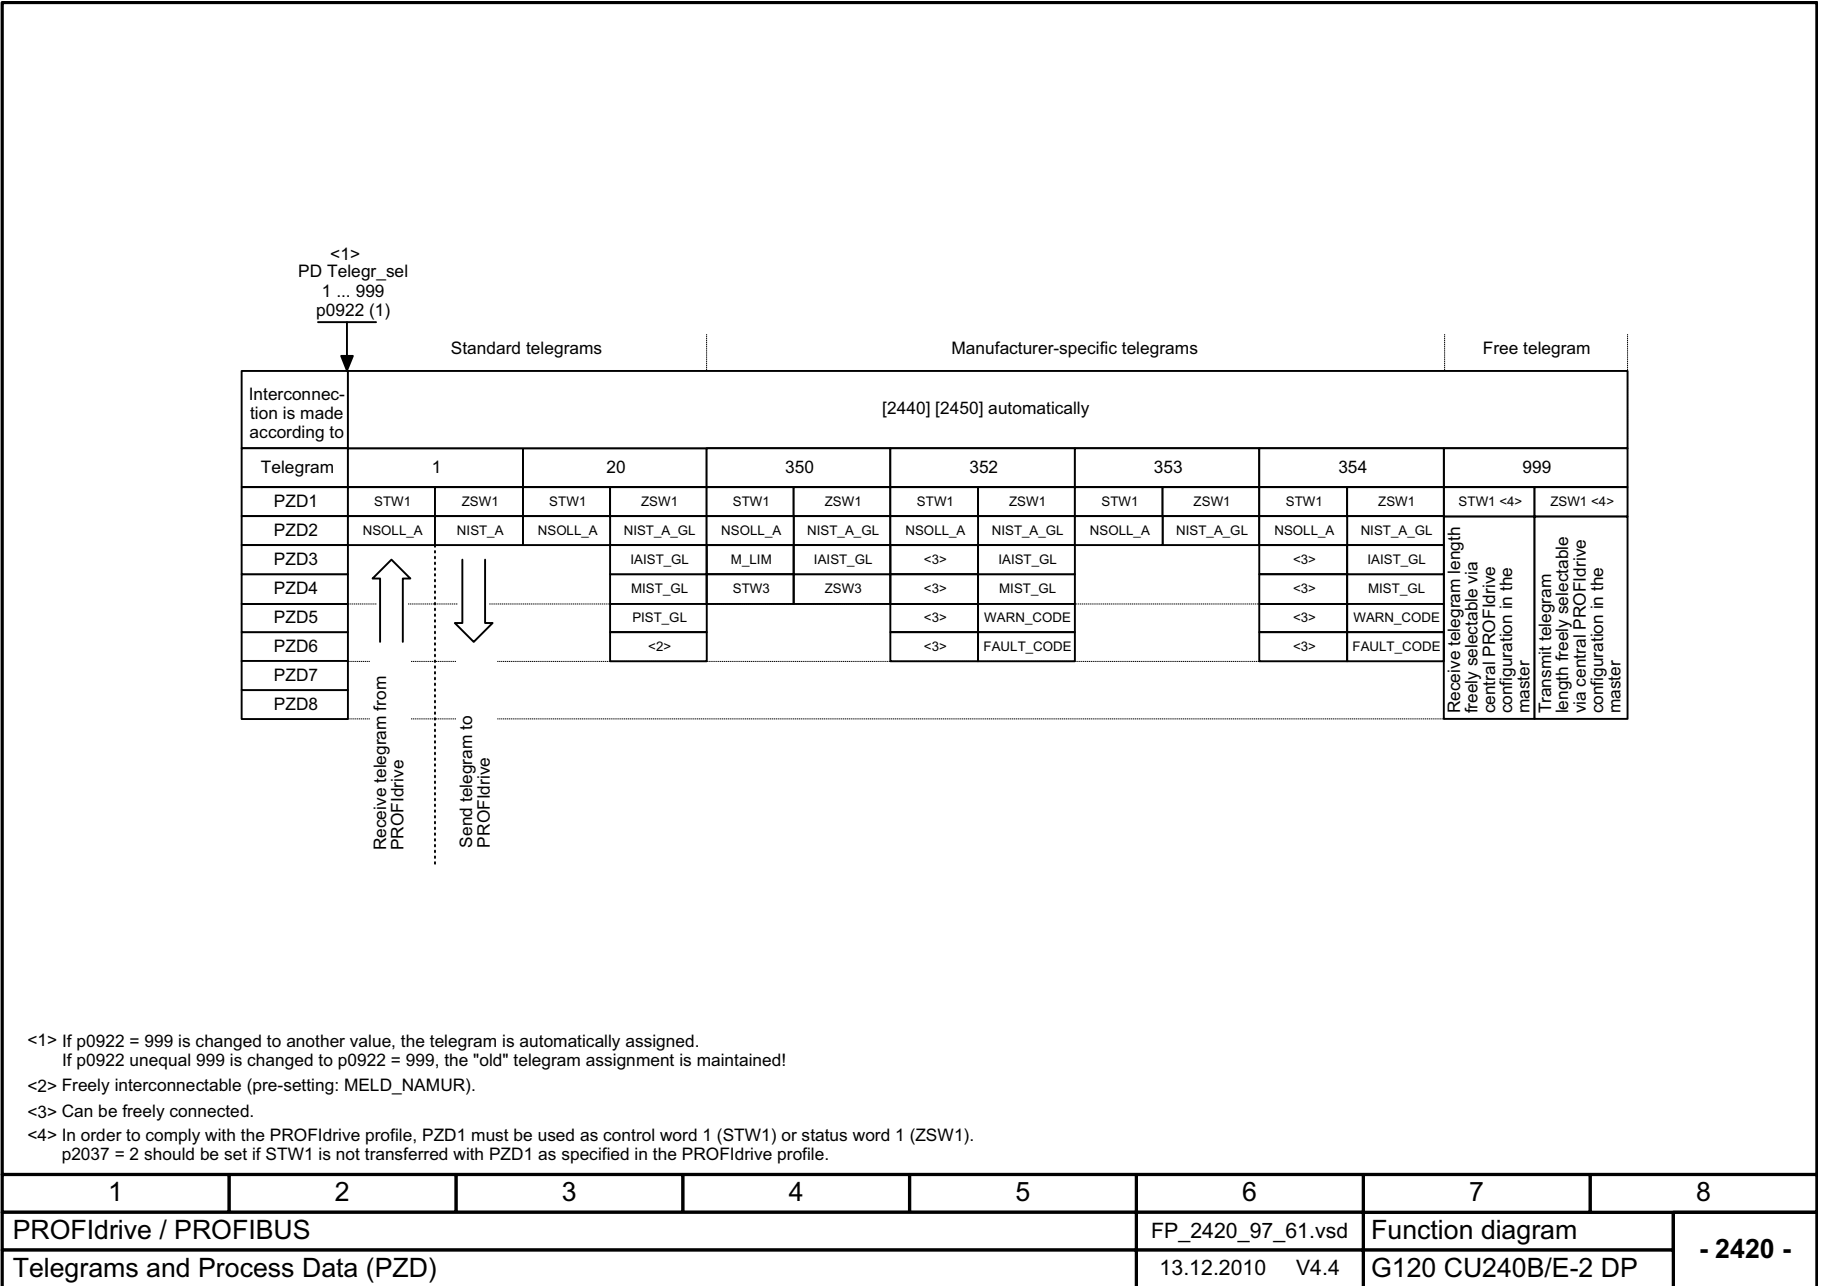 <1>
PD Telegr_sel
1 ... 999
p0922 (1)
Standard telegrams
Manufacturer-specific telegrams
Free telegram
Interconnec-
tion is made
according to
[2440] [2450] automatically
Telegram 1 20 350 352 353 354 999
PZD1 STW1 ZSW1 STW1 ZSW1 STW1 ZSW1 STW1 ZSW1 STW1 ZSW1 STW1 ZSW1 STW1 <4> ZSW1 <4>
PZD2 NSOLL_A NIST_A NSOLL_A NIST_A_GL NSOLL_A NIST_A_GL NSOLL_A NIST_A_GL NSOLL_A NIST_A_GL NSOLL_A NIST_A_GL
PZD3 IAIST_GL M_LIM IAIST_GL <3> IAIST_GL <3> IAIST_GL
PZD4 MIST_GL STW3 ZSW3 <3> MIST_GL <3> MIST_GL
PZD5 PIST_GL <3> WARN_CODE <3> WARN_CODE
PZD6 <2> <3> FAULT_CODE <3> FAULT_CODE
PZD7
PZD8
Receive telegram length
freely selectable via
central PROFIdrive
configuration in the
master
Transmit telegram
length freely selectable
via central PROFIdrive
configuration in the
master
Receive telegram from
PROFIdrive
Send telegram to
PROFIdrive
<1> If p0922 = 999 is changed to another value, the telegram is automatically assigned.
If p0922 unequal 999 is changed to p0922 = 999, the "old" telegram assignment is maintained!
<2> Freely interconnectable (pre-setting: MELD_NAMUR).
<3> Can be freely connected.
<4> In order to comply with the PROFIdrive profile, PZD1 must be used as control word 1 (STW1) or status word 1 (ZSW1).
p2037 = 2 should be set if STW1 is not transferred with PZD1 as specified in the PROFIdrive profile.
1 2 3 4 5 6 7 8
PROFIdrive / PROFIBUS FP_2420_97_61.vsd Function diagram
- 2420 -
Telegrams and Process Data (PZD) 13.12.2010 V4.4 G120 CU240B/E-2 DP